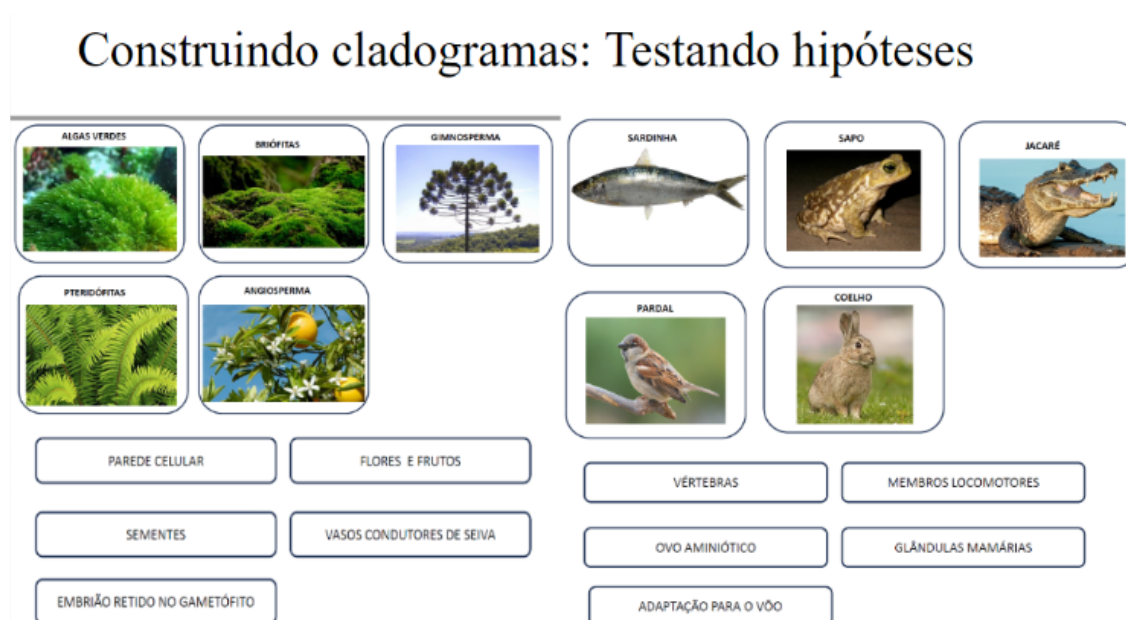 Construindo cladogramas: Testando hipóteses
ALGAS VERDES
BRIÓFITAS
GIMNOSPERMA
PTERIDÓFITAS
ANGIOSPERMA
PAREDE CELULAR
FLORES E FRUTOS
SEMENTES
VASOS CONDUTORES DE SEIVA
EMBRIÃO RETIDO NO GAMETÓFITO
SARDINHA
SAPO
JACARÉ
PARDAL
COELHO
VÉRTEBRAS
MEMBROS LOCOMOTORES
OVO AMINIÓTICO
GLÂNDULAS MAMÁRIAS
ADAPTAÇÃO PARA O VÔO